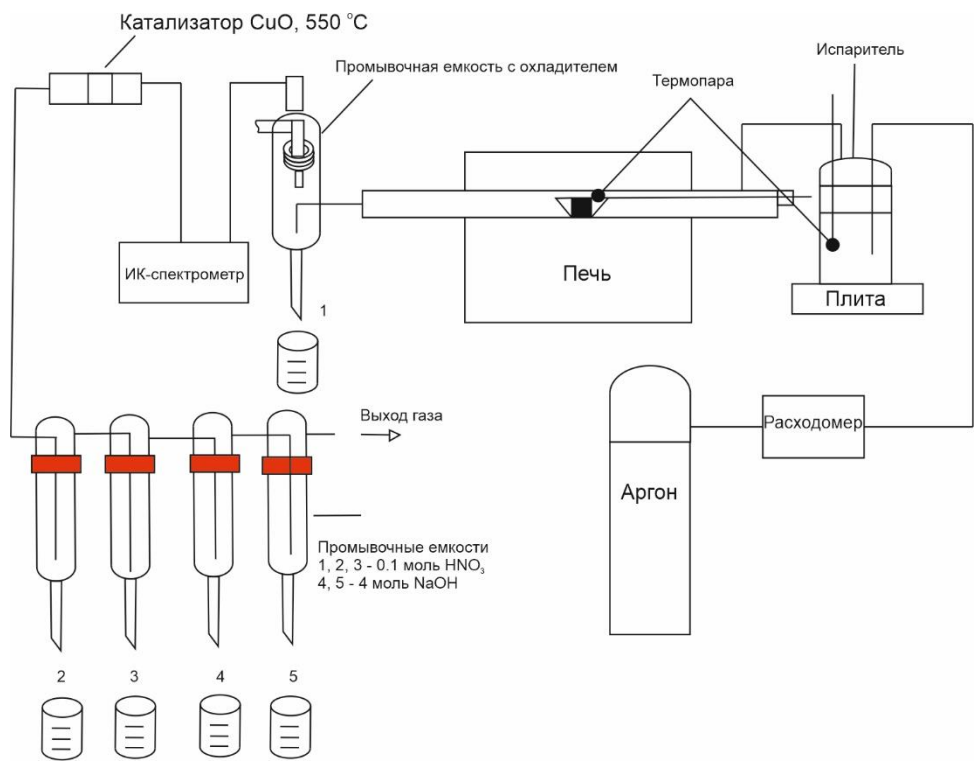 Катализатор CuO, 550 °C
Испаритель
Промывочная емкость с охладителем
Термопара
ИК-спектрометр
Печь
Плита
1
Выход газа
Расходомер
Аргон
Промывочные емкости
1, 2, 3 - 0.1 моль HNO₃
4, 5 - 4 моль NaOH
2
3
4
5